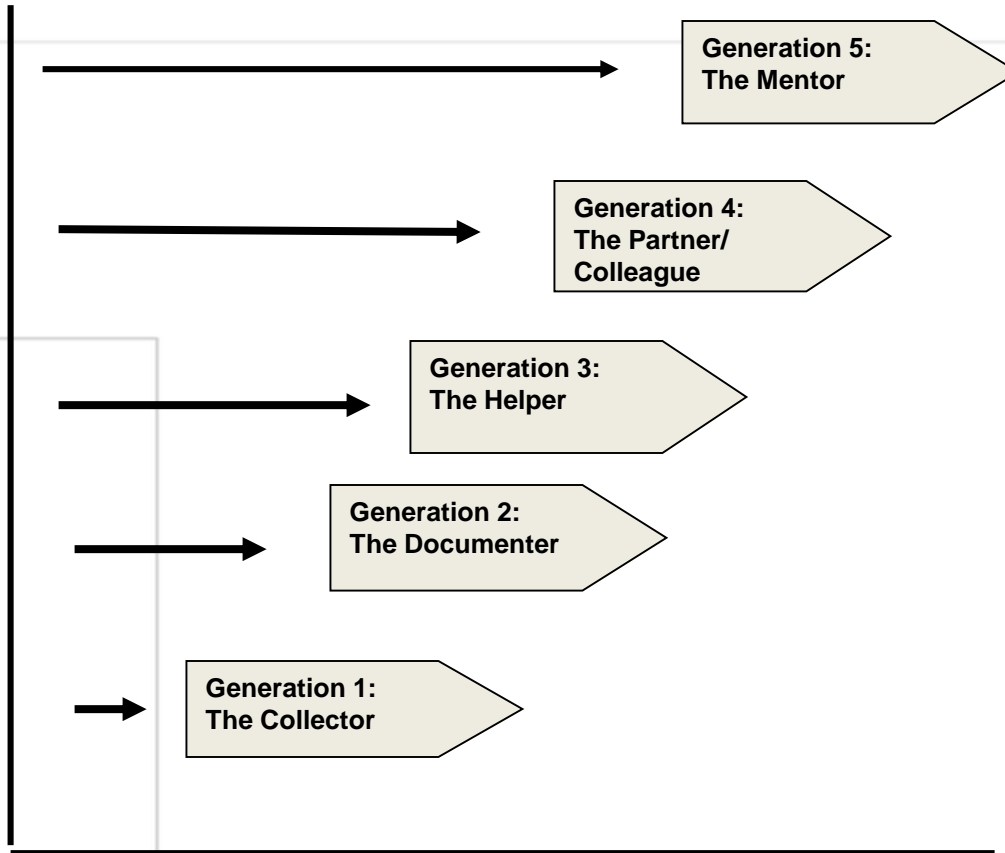 Generation 5:
The Mentor
Generation 4:
The Partner/
Colleague
Generation 3:
The Helper
Generation 2:
The Documenter
Generation 1:
The Collector